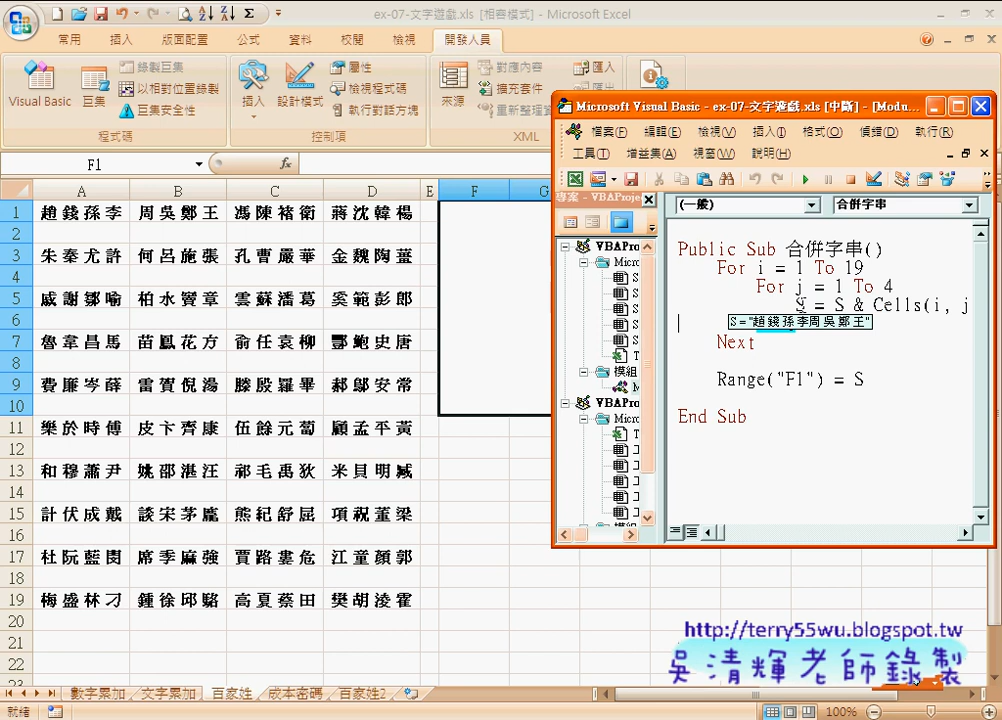 ex-07-文字遊戲.xls [相容模式] - Microsoft Excel
常用 插入 版面配置 公式 資料 校閱 檢視 開發人員
Visual Basic 巨集 錄製巨集 以相對位置錄製 巨集安全性 程式碼
插入 設計模式 屬性 檢視程式碼 執行對話方塊 控制項
來源 對應內容 擴充套件 匯入 XML
F1 fx
A B C D E F G
1 趙錢孫李 周吳鄭王 馮陳褚衛 蔣沈韓楊
2
3 朱秦尤許 何呂施張 孔曹嚴華 金魏陶薑
4
5 戚謝鄒喻 柏水竇章 雲蘇潘葛 奚範彭郎
6
7 魯韋昌馬 苗鳳花方 俞任袁柳 酆鮑史唐
8
9 費廉岑薛 雷賀倪湯 滕殷羅畢 郝鄔安常
10
11 樂於時傅 皮卞齊康 伍餘元蔔 顧孟平黃
12
13 和穆蕭尹 姚邵湛汪 祁毛禹狄 米貝明臧
14
15 計伏成戴 談宋茅龐 熊紀舒屈 項祝董梁
16
17 杜阮藍閔 席季麻強 賈路婁危 江童顏郭
18
19 梅盛林刁 鍾徐邱駱 高夏蔡田 樊胡淩霍
20
21
22
23
Microsoft Visual Basic - ex-07-文字遊戲.xls [中斷] - [Modu...
檔案(F) 編輯(E) 檢視(V) 插入(I) 格式(O) 偵錯(D) 執行(R)
工具(T) 增益集(A) 視窗(W) 說明(H)
專案 - VBAProje
VBAProj
Micro
S
S
S
S
S
T
模組
M
VBAProj
Micro
T
模組
(一般) 合併字串
Public Sub 合併字串()
For i = 1 To 19
For j = 1 To 4
S = S & Cells(i, j
S="趙錢孫李周吳鄭王"
Next
Range("F1") = S
End Sub
http://terry55wu.blogspot.tw
吳清輝老師錄製
數字累加 文字累加 百家姓 成本密碼 百家姓2
就緒 100%